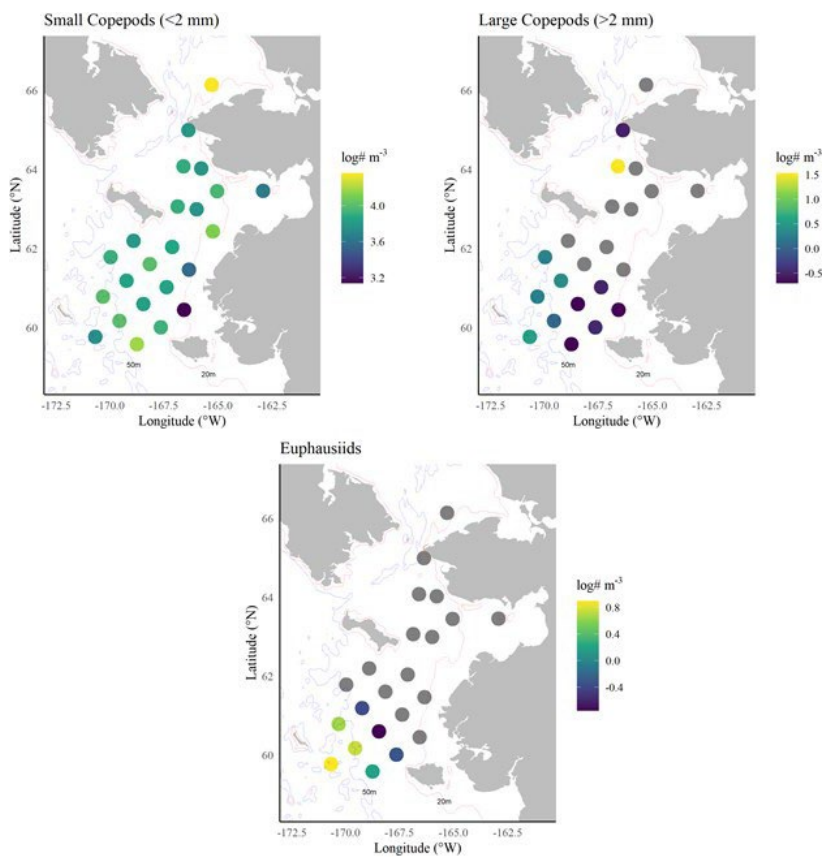 Small Copepods (<2 mm)
66
64
62
60
Latitude (°N)
50m
20m
-172.5 -170.0 -167.5 -165.0 -162.5
Longitude (°W)
log# m⁻³
4.0
3.6
3.2
Large Copepods (>2 mm)
66
64
62
60
Latitude (°N)
50m
20m
-172.5 -170.0 -167.5 -165.0 -162.5
Longitude (°W)
log# m⁻³
1.5
1.0
0.5
0.0
-0.5
Euphausiids
66
64
62
60
Latitude (°N)
50m
20m
-172.5 -170.0 -167.5 -165.0 -162.5
Longitude (°W)
log# m⁻³
0.8
0.4
0.0
-0.4